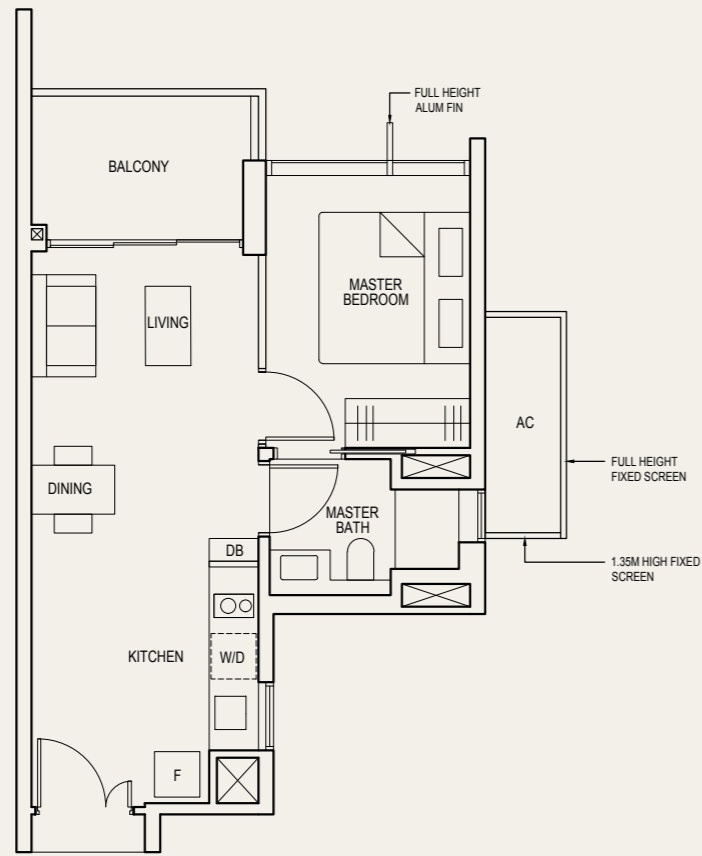 FULL HEIGHT
ALUM FIN
BALCONY
MASTER
BEDROOM
LIVING
AC
FULL HEIGHT
FIXED SCREEN
DINING
MASTER
BATH
DB
1.35M HIGH FIXED
SCREEN
KITCHEN
W/D
F